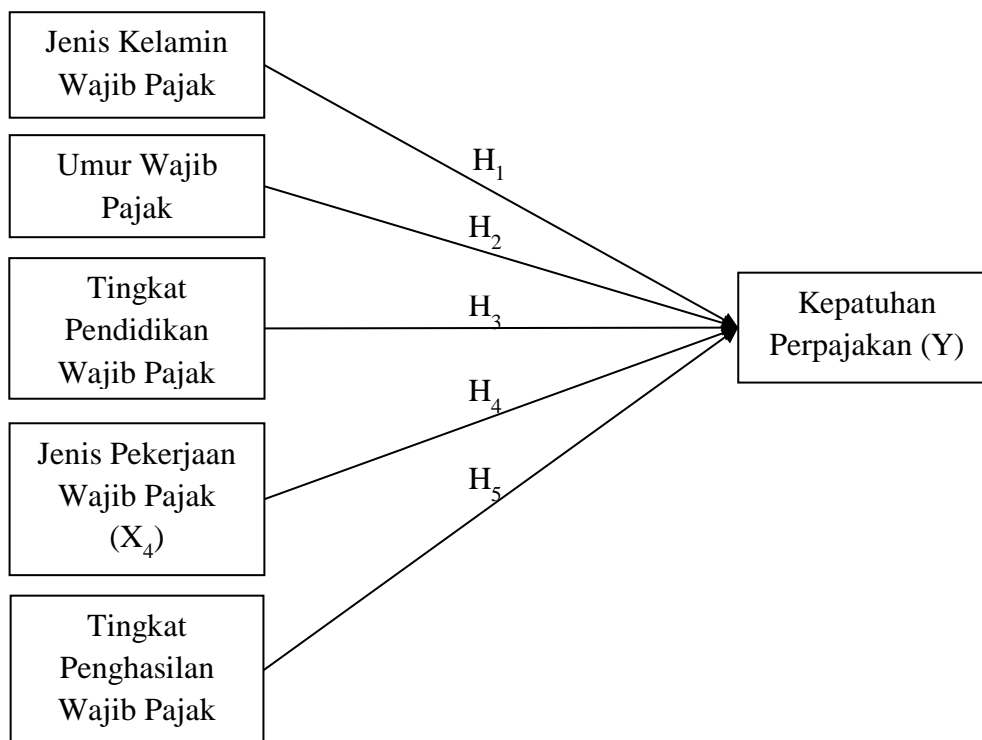 Jenis Kelamin
Wajib Pajak
H₁
Umur Wajib
Pajak
H₂
Tingkat
Pendidikan
Wajib Pajak
H₃
Kepatuhan
Perpajakan (Y)
Jenis Pekerjaan
Wajib Pajak
(X₄)
H₄
Tingkat
Penghasilan
Wajib Pajak
H₅